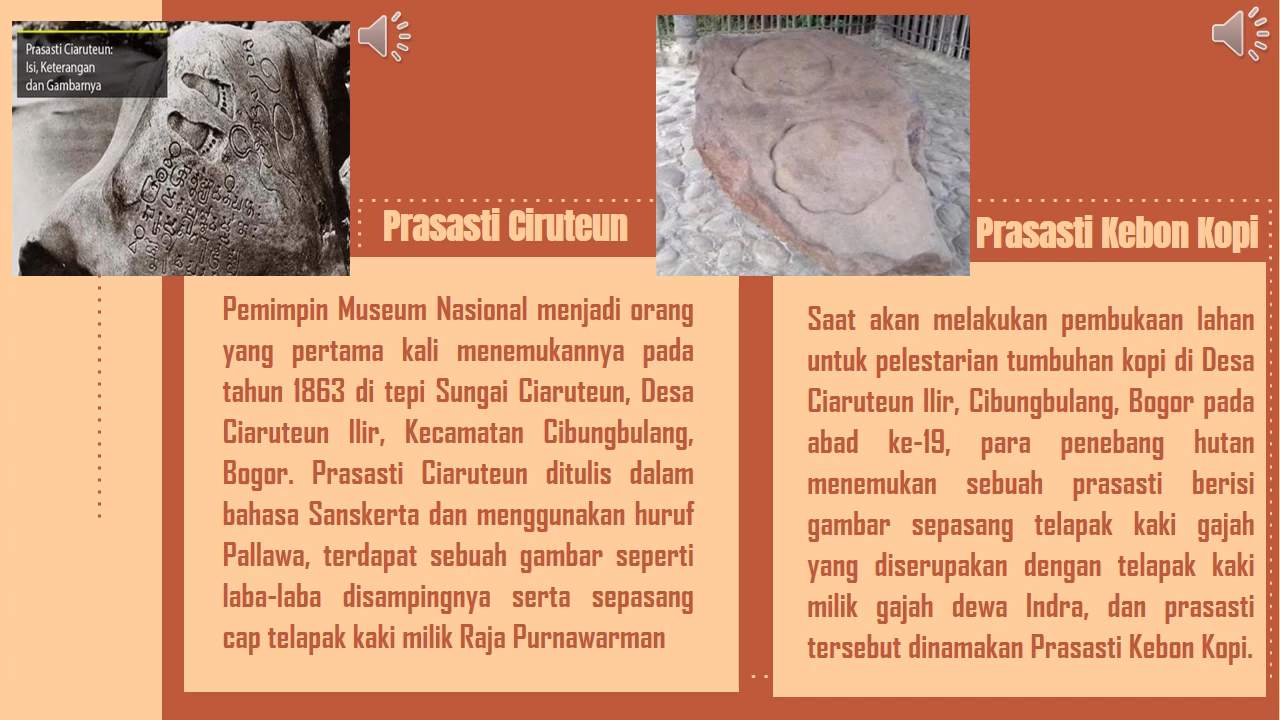 Prasasti Ciaruteun:
Isi, Keterangan
dan Gambarnya
Prasasti Ciruteun
Pemimpin Museum Nasional menjadi orang
yang pertama kali menemukannya pada
tahun 1863 di tepi Sungai Ciaruteun, Desa
Ciaruteun Ilir, Kecamatan Cibungbulang,
Bogor. Prasasti Ciaruteun ditulis dalam
bahasa Sanskerta dan menggunakan huruf
Pallawa, terdapat sebuah gambar seperti
laba-laba disampingnya serta sepasang
cap telapak kaki milik Raja Purnawarman
Prasasti Kebon Kopi
Saat akan melakukan pembukaan lahan
untuk pelestarian tumbuhan kopi di Desa
Ciaruteun Ilir, Cibungbulang, Bogor pada
abad ke-19, para penebang hutan
menemukan sebuah prasasti berisi
gambar sepasang telapak kaki gajah
yang diserupakan dengan telapak kaki
milik gajah dewa Indra, dan prasasti
tersebut dinamakan Prasasti Kebon Kopi.